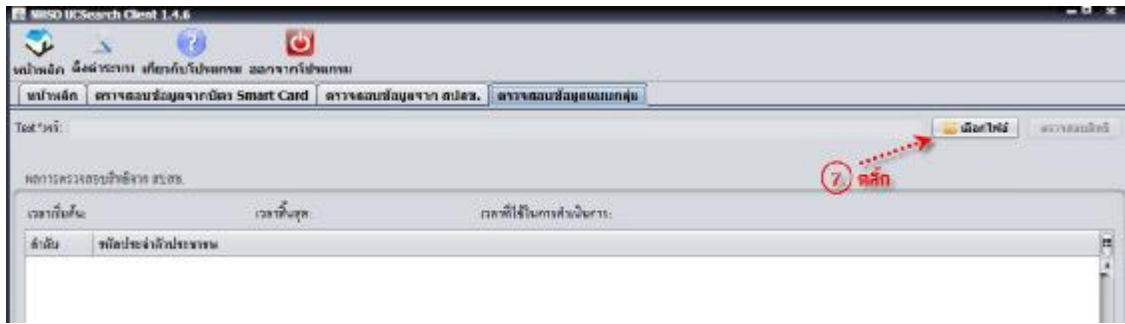 NHSO UCSearch Client 1.4.6
หน้าหลัก ตั้งค่าระบบ เกี่ยวกับโปรแกรม ออกจากโปรแกรม
หน้าหลัก ตรวจสอบข้อมูลจากบัตร Smart Card ตรวจสอบข้อมูลจาก สปสช. ตรวจสอบข้อมูลแบบกลุ่ม
Text ไฟล์: เลือกไฟล์ ตรวจสอบสิทธิ
7. คลิ๊ก
ผลการตรวจสอบสิทธิจาก สปสช.
เวลาเริ่มต้น: เวลาสิ้นสุด: เวลาที่ใช้ในการดำเนินการ:
ลำดับ รหัสประจำตัวประชาชน